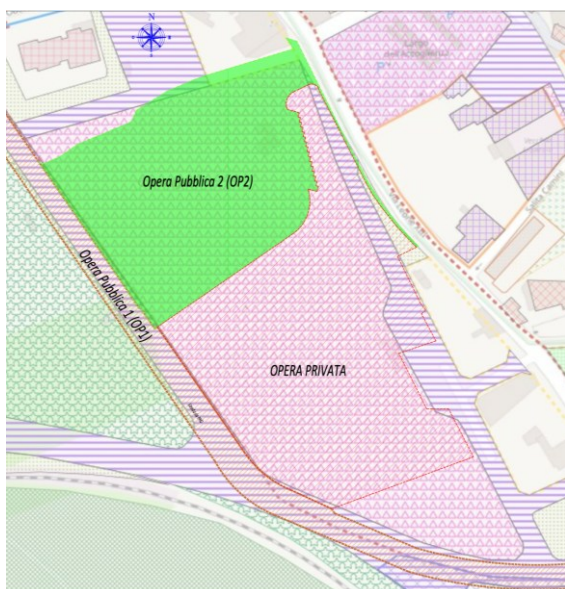 N
P
P
Opera Pubblica 2 (OP2)
Opera Pubblica 1 (OP1)
OPERA PRIVATA